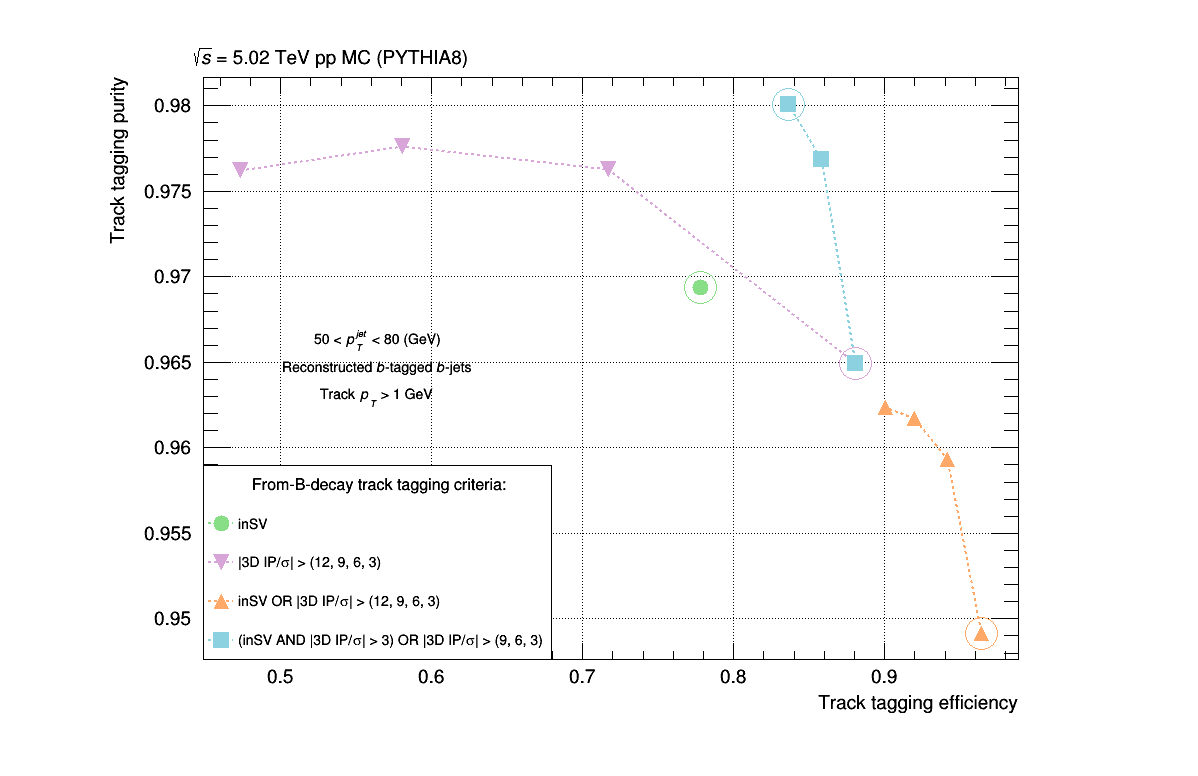 √s = 5.02 TeV pp MC (PYTHIA8)
Track tagging purity
0.98
0.975
0.97
0.965
0.96
0.955
0.95
50 < p_T^jet < 80 (GeV)
Reconstructed b-tagged b-jets
Track p_T > 1 GeV
From-B-decay track tagging criteria:
inSV
|3D IP/σ| > (12, 9, 6, 3)
inSV OR |3D IP/σ| > (12, 9, 6, 3)
(inSV AND |3D IP/σ| > 3) OR |3D IP/σ| > (9, 6, 3)
0.5 0.6 0.7 0.8 0.9
Track tagging efficiency